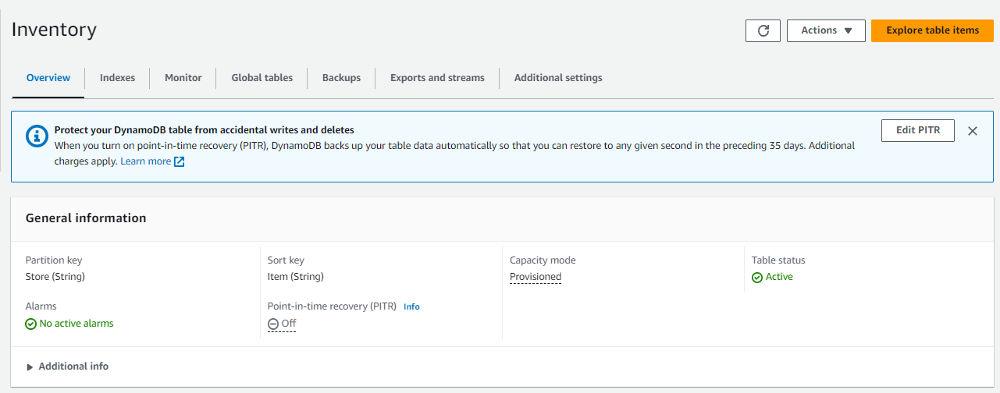 Inventory
Actions
Explore table items
Overview
Indexes
Monitor
Global tables
Backups
Exports and streams
Additional settings
Protect your DynamoDB table from accidental writes and deletes
When you turn on point-in-time recovery (PITR), DynamoDB backs up your table data automatically so that you can restore to any given second in the preceding 35 days. Additional
charges apply. Learn more
Edit PITR
General information
Partition key
Store (String)
Sort key
Item (String)
Capacity mode
Provisioned
Table status
Active
Alarms
No active alarms
Point-in-time recovery (PITR) Info
Off
Additional info